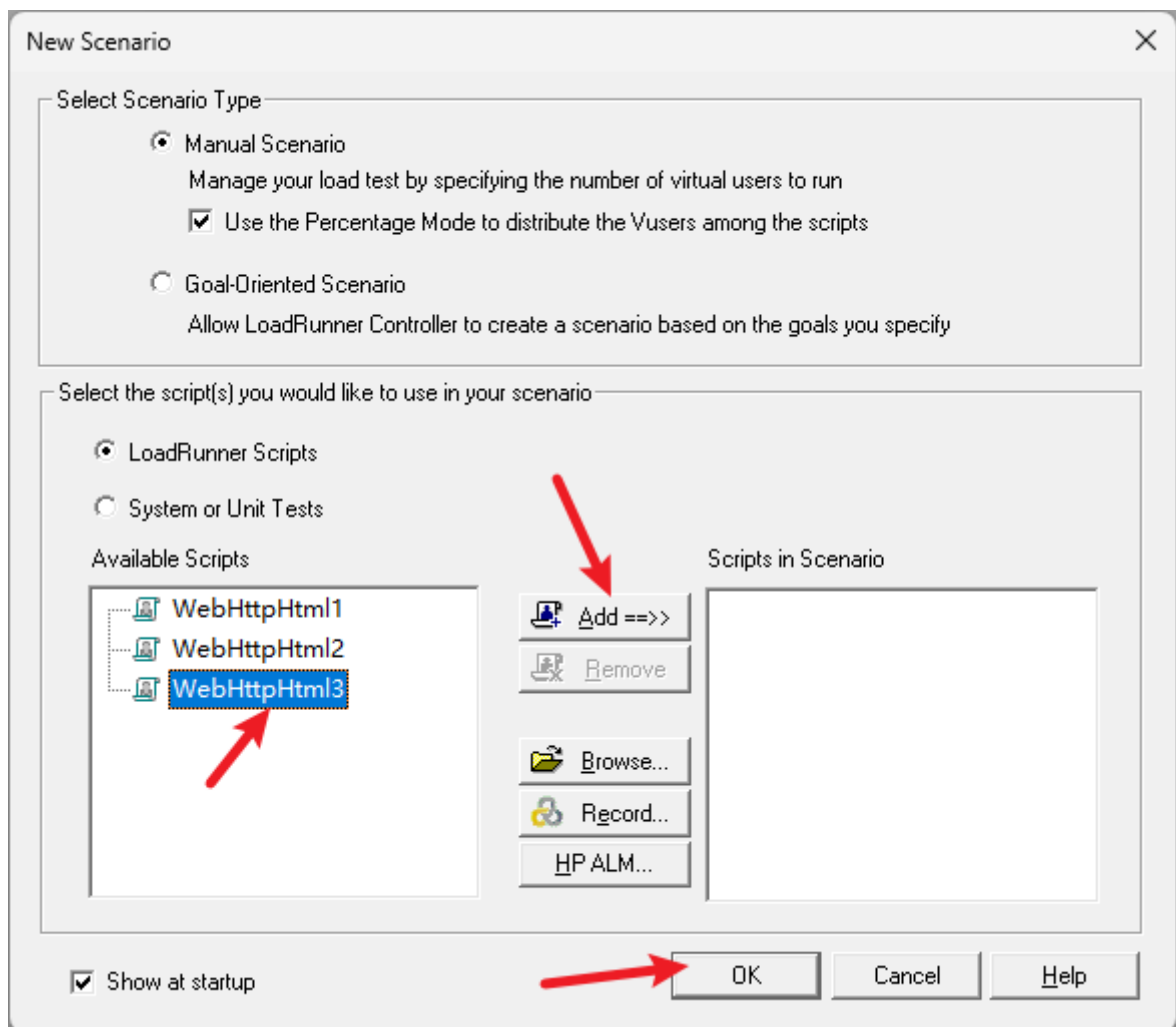 New Scenario
Select Scenario Type
Manual Scenario
Manage your load test by specifying the number of virtual users to run
Use the Percentage Mode to distribute the Vusers among the scripts
Goal-Oriented Scenario
Allow LoadRunner Controller to create a scenario based on the goals you specify
Select the script(s) you would like to use in your scenario
LoadRunner Scripts
System or Unit Tests
Available Scripts
Scripts in Scenario
WebHttpHtml1
WebHttpHtml2
WebHttpHtml3
Add ==>>
Remove
Browse...
Record...
HP ALM...
Show at startup
OK
Cancel
Help